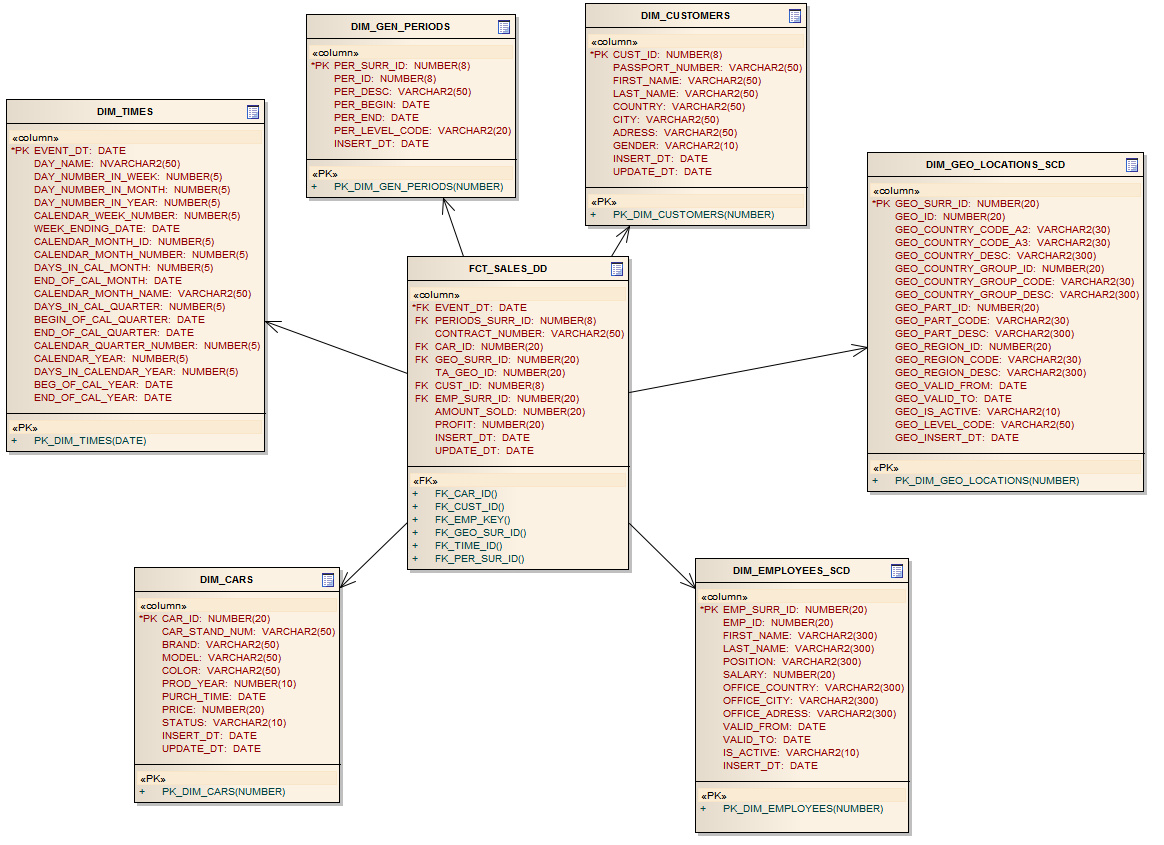 DIM_GEN_PERIODS
«column»
*PK PER_SURR_ID: NUMBER(8)
PER_ID: NUMBER(8)
PER_DESC: VARCHAR2(50)
PER_BEGIN: DATE
PER_END: DATE
PER_LEVEL_CODE: VARCHAR2(20)
INSERT_DT: DATE
«PK»
+ PK_DIM_GEN_PERIODS(NUMBER)
DIM_CUSTOMERS
«column»
*PK CUST_ID: NUMBER(8)
PASSPORT_NUMBER: VARCHAR2(50)
FIRST_NAME: VARCHAR2(50)
LAST_NAME: VARCHAR2(50)
COUNTRY: VARCHAR2(50)
CITY: VARCHAR2(50)
ADRESS: VARCHAR2(50)
GENDER: VARCHAR2(10)
INSERT_DT: DATE
UPDATE_DT: DATE
«PK»
+ PK_DIM_CUSTOMERS(NUMBER)
DIM_TIMES
«column»
*PK EVENT_DT: DATE
DAY_NAME: NVARCHAR2(50)
DAY_NUMBER_IN_WEEK: NUMBER(5)
DAY_NUMBER_IN_MONTH: NUMBER(5)
DAY_NUMBER_IN_YEAR: NUMBER(5)
CALENDAR_WEEK_NUMBER: NUMBER(5)
WEEK_ENDING_DATE: DATE
CALENDAR_MONTH_ID: NUMBER(5)
CALENDAR_MONTH_NUMBER: NUMBER(5)
DAYS_IN_CAL_MONTH: NUMBER(5)
END_OF_CAL_MONTH: DATE
CALENDAR_MONTH_NAME: VARCHAR2(50)
DAYS_IN_CAL_QUARTER: NUMBER(5)
BEGIN_OF_CAL_QUARTER: DATE
END_OF_CAL_QUARTER: DATE
CALENDAR_QUARTER_NUMBER: NUMBER(5)
CALENDAR_YEAR: NUMBER(5)
DAYS_IN_CALENDAR_YEAR: NUMBER(5)
BEG_OF_CAL_YEAR: DATE
END_OF_CAL_YEAR: DATE
«PK»
+ PK_DIM_TIMES(DATE)
DIM_GEO_LOCATIONS_SCD
«column»
*PK GEO_SURR_ID: NUMBER(20)
GEO_ID: NUMBER(20)
GEO_COUNTRY_CODE_A2: VARCHAR2(30)
GEO_COUNTRY_CODE_A3: VARCHAR2(30)
GEO_COUNTRY_DESC: VARCHAR2(300)
GEO_COUNTRY_GROUP_ID: NUMBER(20)
GEO_COUNTRY_GROUP_CODE: VARCHAR2(30)
GEO_COUNTRY_GROUP_DESC: VARCHAR2(300)
GEO_PART_ID: NUMBER(20)
GEO_PART_CODE: VARCHAR2(30)
GEO_PART_DESC: VARCHAR2(300)
GEO_REGION_ID: NUMBER(20)
GEO_REGION_CODE: VARCHAR2(30)
GEO_REGION_DESC: VARCHAR2(300)
GEO_VALID_FROM: DATE
GEO_VALID_TO: DATE
GEO_IS_ACTIVE: VARCHAR2(10)
GEO_LEVEL_CODE: VARCHAR2(50)
GEO_INSERT_DT: DATE
«PK»
+ PK_DIM_GEO_LOCATIONS(NUMBER)
FCT_SALES_DD
«column»
*FK EVENT_DT: DATE
FK PERIODS_SURR_ID: NUMBER(8)
CONTRACT_NUMBER: VARCHAR2(50)
FK CAR_ID: NUMBER(20)
FK GEO_SURR_ID: NUMBER(20)
TA_GEO_ID: NUMBER(20)
FK CUST_ID: NUMBER(8)
FK EMP_SURR_ID: NUMBER(20)
AMOUNT_SOLD: NUMBER(20)
PROFIT: NUMBER(20)
INSERT_DT: DATE
UPDATE_DT: DATE
«FK»
+ FK_CAR_ID()
+ FK_CUST_ID()
+ FK_EMP_KEY()
+ FK_GEO_SUR_ID()
+ FK_TIME_ID()
+ FK_PER_SUR_ID()
DIM_CARS
«column»
*PK CAR_ID: NUMBER(20)
CAR_STAND_NUM: VARCHAR2(50)
BRAND: VARCHAR2(50)
MODEL: VARCHAR2(50)
COLOR: VARCHAR2(50)
PROD_YEAR: NUMBER(10)
PURCH_TIME: DATE
PRICE: NUMBER(20)
STATUS: VARCHAR2(10)
INSERT_DT: DATE
UPDATE_DT: DATE
«PK»
+ PK_DIM_CARS(NUMBER)
DIM_EMPLOYEES_SCD
«column»
*PK EMP_SURR_ID: NUMBER(20)
EMP_ID: NUMBER(20)
FIRST_NAME: VARCHAR2(300)
LAST_NAME: VARCHAR2(300)
POSITION: VARCHAR2(300)
SALARY: NUMBER(20)
OFFICE_COUNTRY: VARCHAR2(300)
OFFICE_CITY: VARCHAR2(300)
OFFICE_ADRESS: VARCHAR2(300)
VALID_FROM: DATE
VALID_TO: DATE
IS_ACTIVE: VARCHAR2(10)
INSERT_DT: DATE
«PK»
+ PK_DIM_EMPLOYEES(NUMBER)